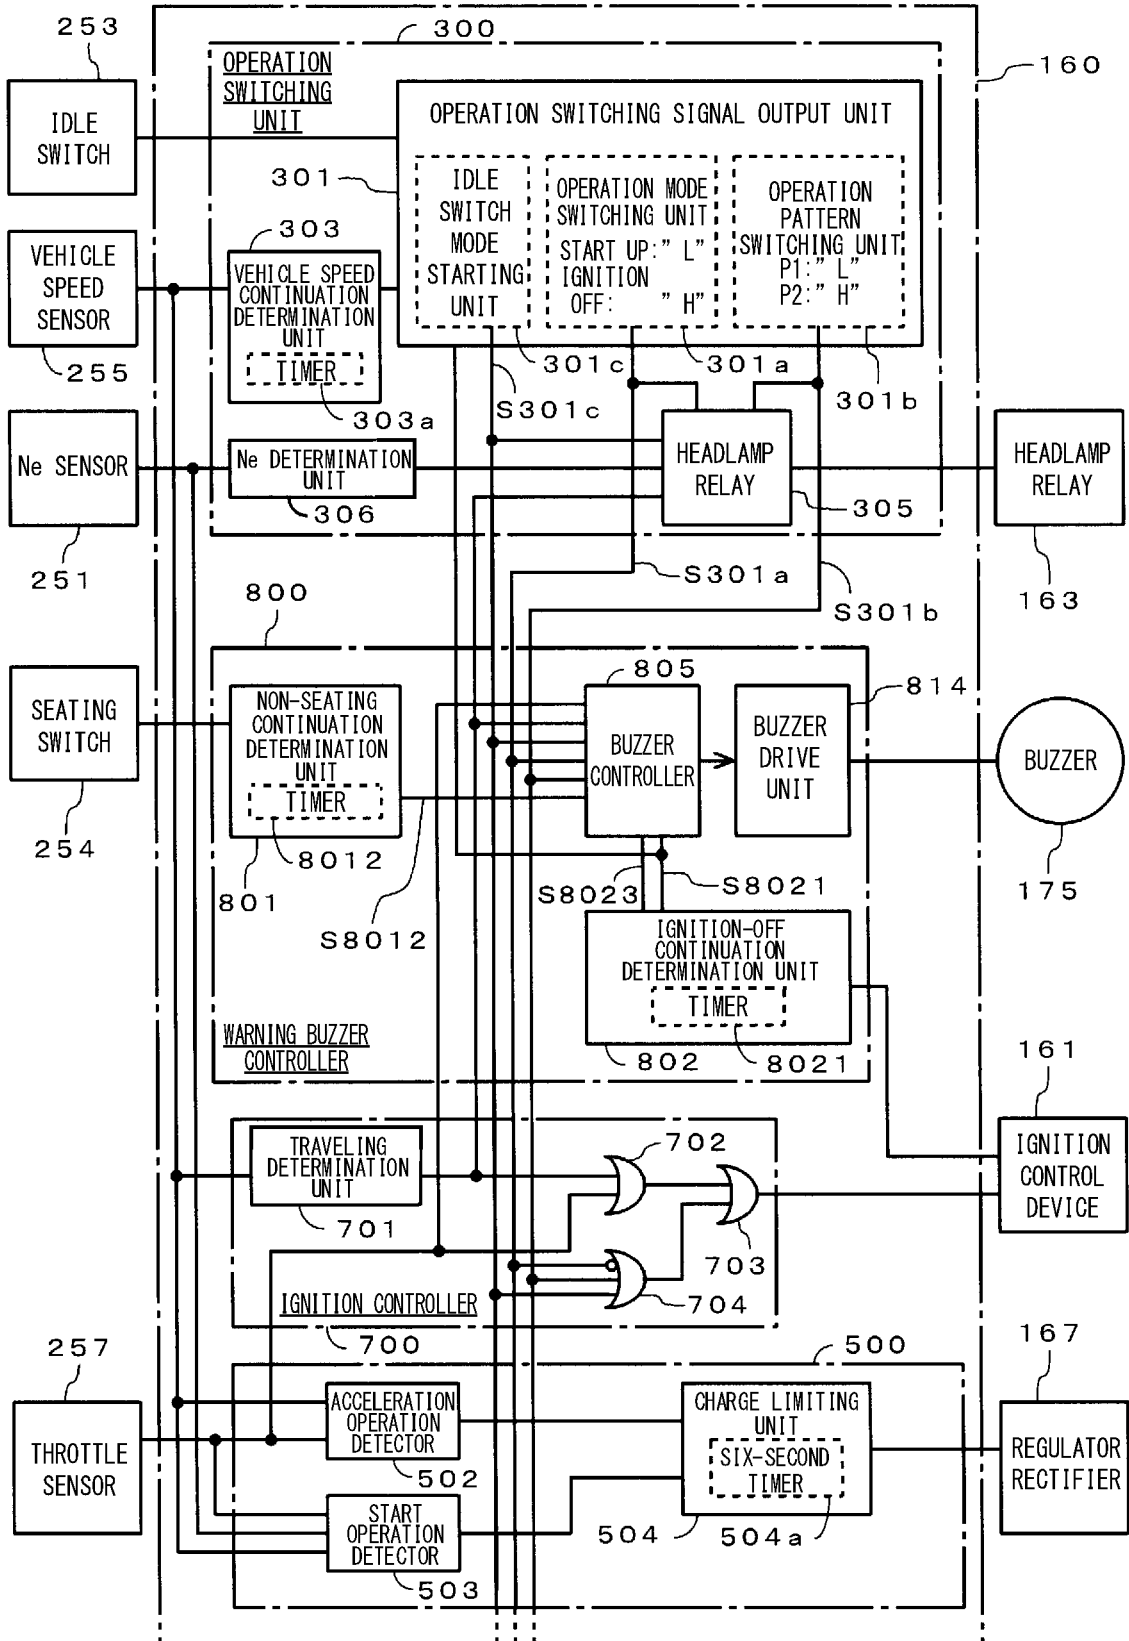 253
300
160
OPERATION
SWITCHING
UNIT
IDLE
SWITCH
OPERATION SWITCHING SIGNAL OUTPUT UNIT
301
IDLE
SWITCH
MODE
STARTING
UNIT
OPERATION MODE
SWITCHING UNIT
START UP:" L"
IGNITION
OFF: " H"
OPERATION
PATTERN
SWITCHING UNIT
P1:" L"
P2:" H"
VEHICLE
SPEED
SENSOR
255
303
VEHICLE SPEED
CONTINUATION
DETERMINATION
UNIT
TIMER
303a
301c
301a
301b
S301c
Ne SENSOR
251
Ne DETERMINATION
UNIT
306
HEADLAMP
RELAY
305
HEADLAMP
RELAY
163
S301a
S301b
800
SEATING
SWITCH
254
NON-SEATING
CONTINUATION
DETERMINATION
UNIT
TIMER
8012
801
S8012
805
BUZZER
CONTROLLER
814
BUZZER
DRIVE
UNIT
BUZZER
175
S8023
S8021
IGNITION-OFF
CONTINUATION
DETERMINATION UNIT
TIMER
802
8021
WARNING BUZZER
CONTROLLER
161
IGNITION
CONTROL
DEVICE
TRAVELING
DETERMINATION
UNIT
701
702
703
704
IGNITION CONTROLLER
700
257
THROTTLE
SENSOR
500
167
ACCELERATION
OPERATION
DETECTOR
502
START
OPERATION
DETECTOR
503
CHARGE LIMITING
UNIT
SIX-SECOND
TIMER
504
504a
REGULATOR
RECTIFIER